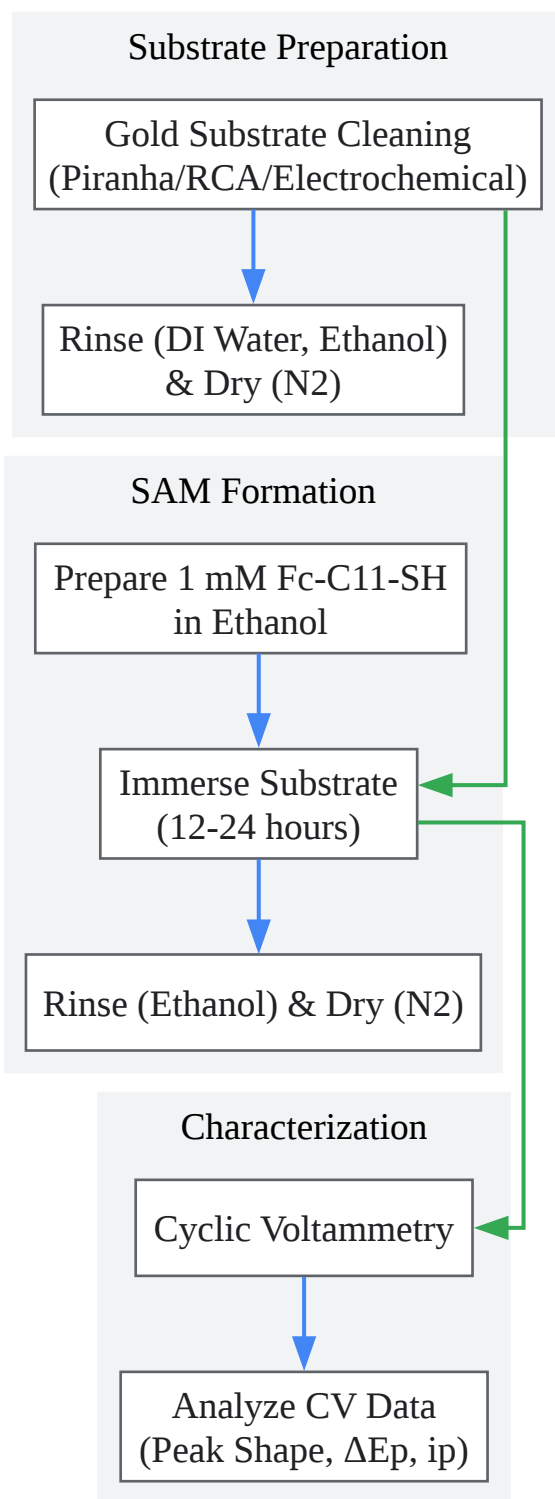 Substrate Preparation
Gold Substrate Cleaning
(Piranha/RCA/Electrochemical)
Rinse (DI Water, Ethanol)
& Dry (N2)
SAM Formation
Prepare 1 mM Fc-C11-SH
in Ethanol
Immerse Substrate
(12-24 hours)
Rinse (Ethanol) & Dry (N2)
Characterization
Cyclic Voltammetry
Analyze CV Data
(Peak Shape, ΔEp, ip)